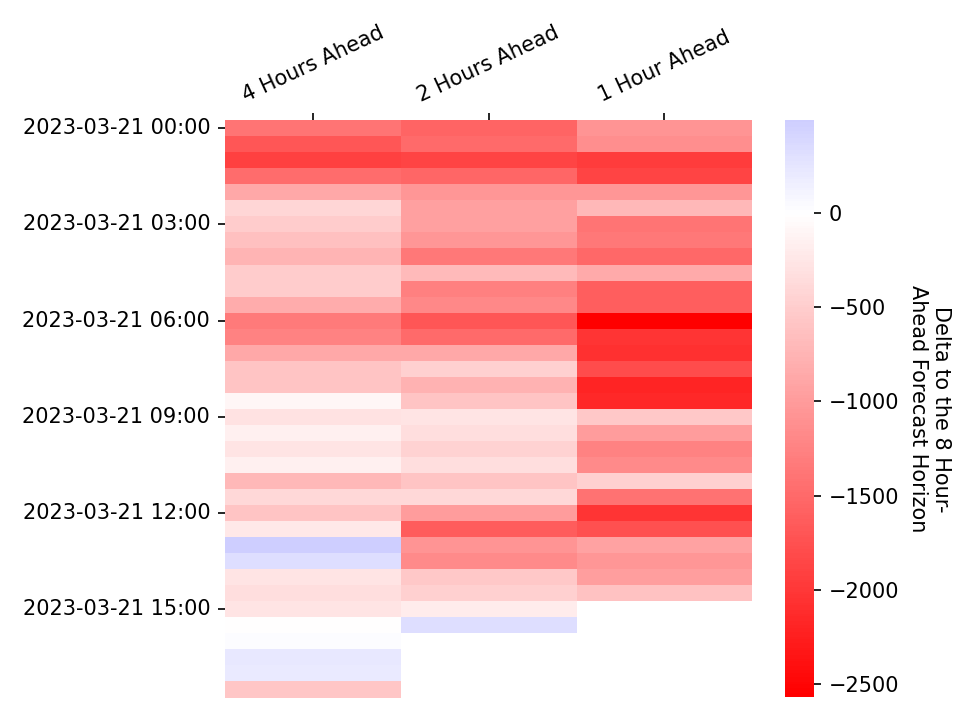 4 Hours Ahead
2 Hours Ahead
1 Hour Ahead
2023-03-21 00:00
2023-03-21 03:00
2023-03-21 06:00
2023-03-21 09:00
2023-03-21 12:00
2023-03-21 15:00
0
−500
−1000
−1500
−2000
−2500
Delta to the 8 Hour-
Ahead Forecast Horizon